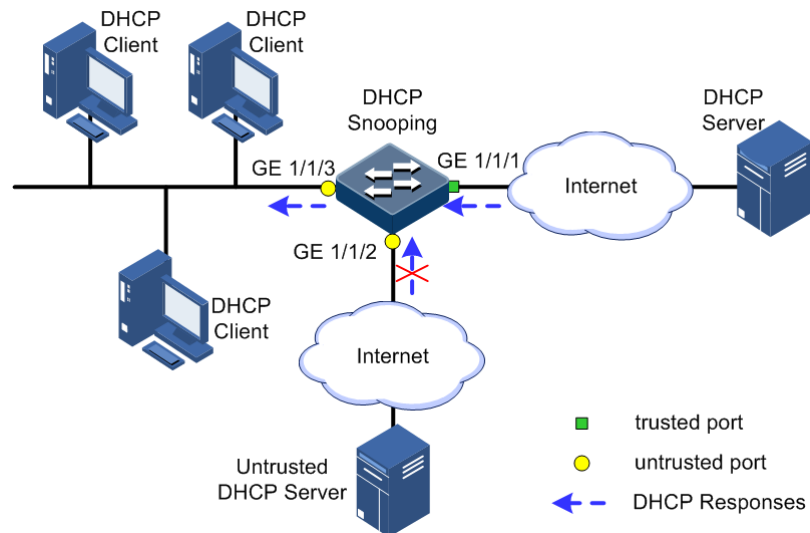 DHCP
Client
DHCP
Client
DHCP
Snooping
DHCP
Server
GE 1/1/3
GE 1/1/1
Internet
GE 1/1/2
DHCP
Client
Internet
Untrusted
DHCP Server
trusted port
untrusted port
DHCP Responses